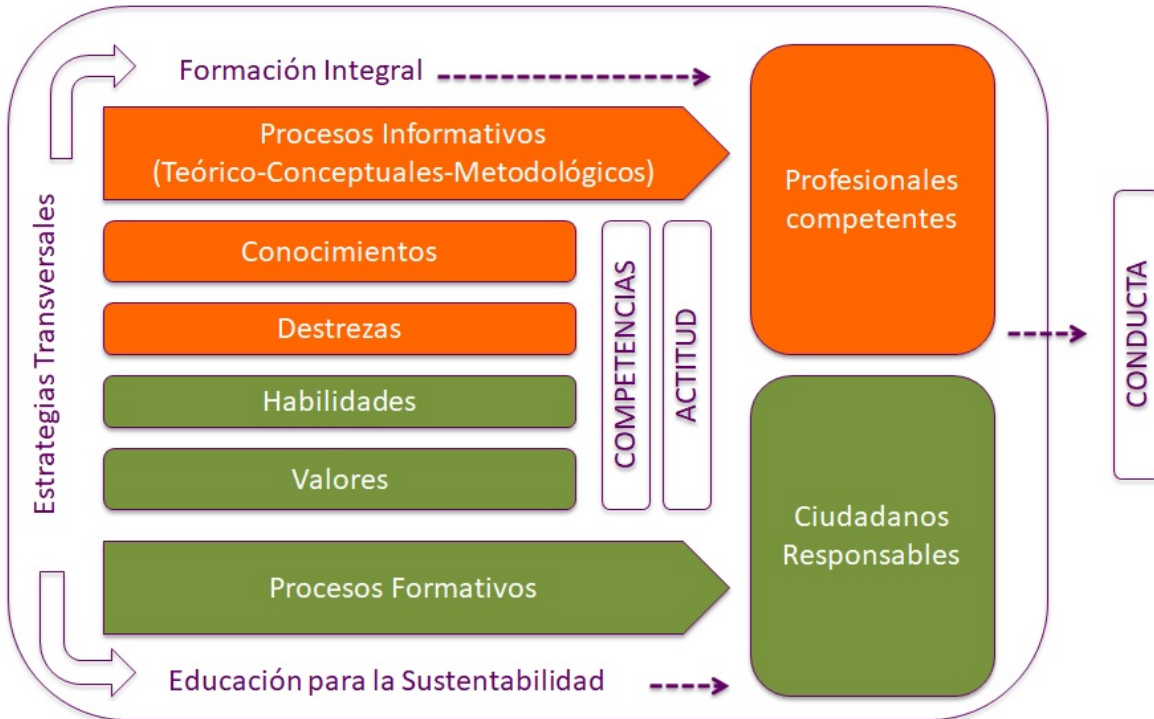 Estrategias Transversales
Formación Integral
Procesos Informativos
(Teórico-Conceptuales-Metodológicos)
Conocimientos
Destrezas
Habilidades
Valores
Procesos Formativos
Educación para la Sustentabilidad
COMPETENCIAS
ACTITUD
Profesionales
competentes
Ciudadanos
Responsables
CONDUCTA